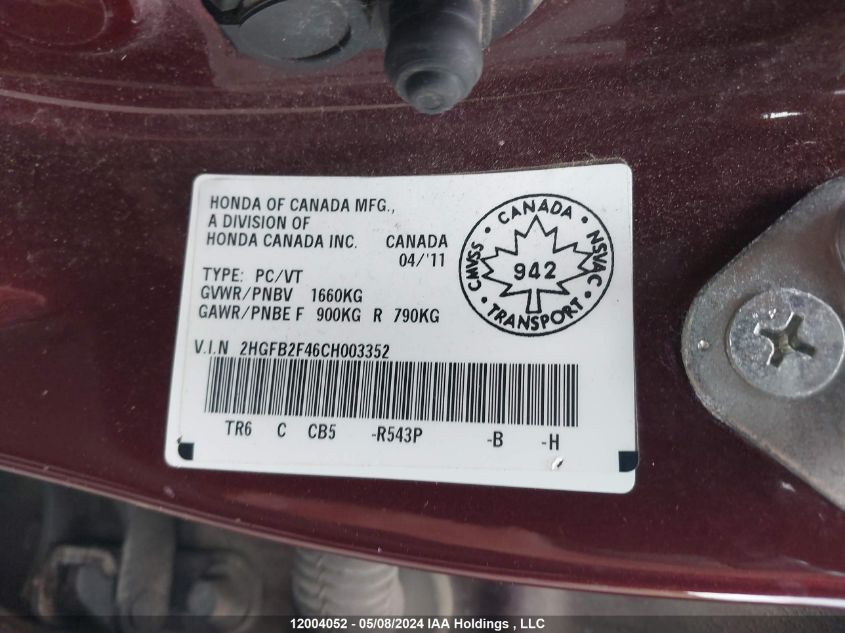 HONDA OF CANADA MFG.,
A DIVISION OF
HONDA CANADA INC. CANADA
04/'11
TYPE: PC/VT
GVWR/PNBV 1660KG
GAWR/PNBE F 900KG R 790KG
CMVSS · CANADA · NSVAC
942
· TRANSPORT ·
V.I.N 2HGFB2F46CH003352
TR6 C CB5 -R543P -B -H
12004052 - 05/08/2024 IAA Holdings , LLC